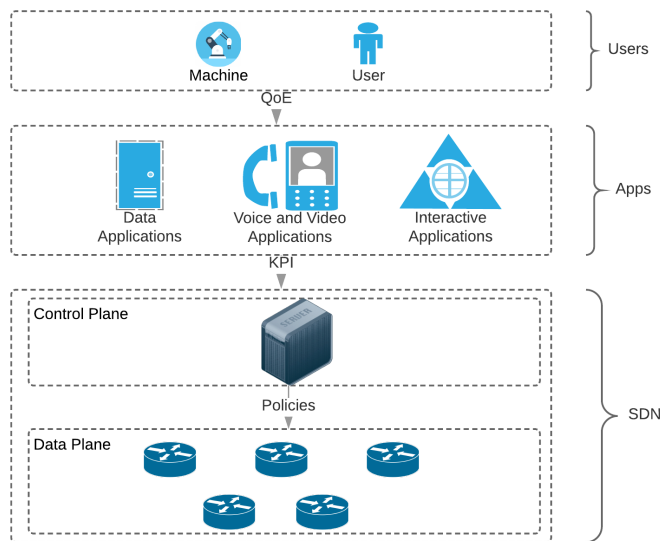 Machine
User
Users
QoE
Data
Applications
Voice and Video
Applications
Interactive
Applications
Apps
KPI
Control Plane
SERVER
Policies
SDN
Data Plane